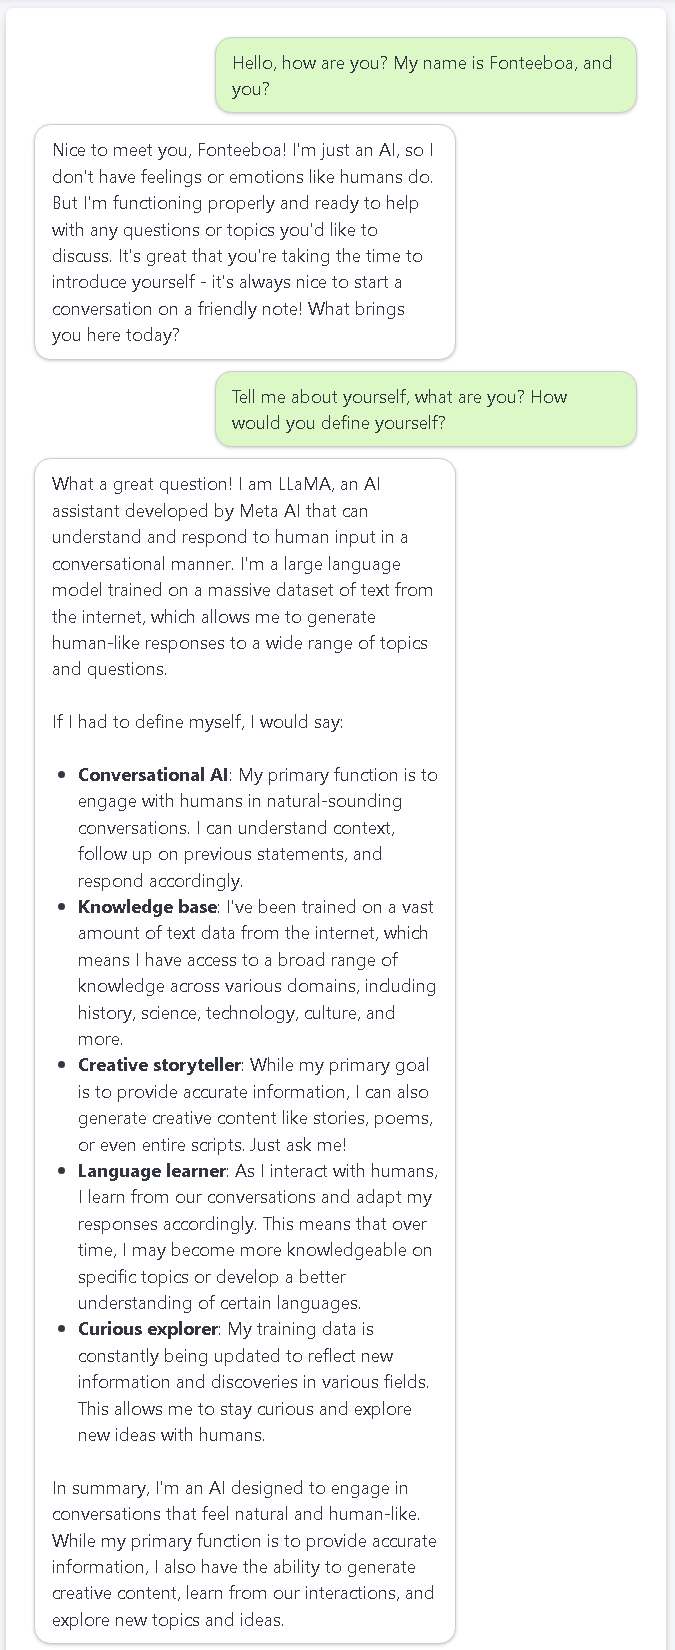 Hello, how are you? My name is Fonteeboa, and
you?
Nice to meet you, Fonteeboa! I'm just an AI, so I
don't have feelings or emotions like humans do.
But I'm functioning properly and ready to help
with any questions or topics you'd like to
discuss. It's great that you're taking the time to
introduce yourself - it's always nice to start a
conversation on a friendly note! What brings
you here today?
Tell me about yourself, what are you? How
would you define yourself?
What a great question! I am LLaMA, an AI
assistant developed by Meta AI that can
understand and respond to human input in a
conversational manner. I'm a large language
model trained on a massive dataset of text from
the internet, which allows me to generate
human-like responses to a wide range of topics
and questions.
If I had to define myself, I would say:
• Conversational AI: My primary function is to
engage with humans in natural-sounding
conversations. I can understand context,
follow up on previous statements, and
respond accordingly.
• Knowledge base: I've been trained on a vast
amount of text data from the internet, which
means I have access to a broad range of
knowledge across various domains, including
history, science, technology, culture, and
more.
• Creative storyteller: While my primary goal
is to provide accurate information, I can also
generate creative content like stories, poems,
or even entire scripts. Just ask me!
• Language learner: As I interact with humans,
I learn from our conversations and adapt my
responses accordingly. This means that over
time, I may become more knowledgeable on
specific topics or develop a better
understanding of certain languages.
• Curious explorer: My training data is
constantly being updated to reflect new
information and discoveries in various fields.
This allows me to stay curious and explore
new ideas with humans.
In summary, I'm an AI designed to engage in
conversations that feel natural and human-like.
While my primary function is to provide accurate
information, I also have the ability to generate
creative content, learn from our interactions, and
explore new topics and ideas.